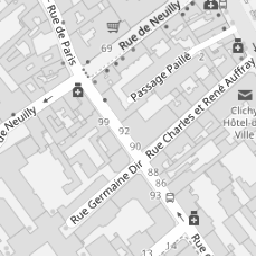 Rue de Paris
Rue de Neuilly
69
Passage Paillé
de Neuilly
99
92
90
Rue Charles et René Auffray
Clichy
Hôtel-d
Ville
Rue Germaine Dir
88
86
93
14
J
Rue